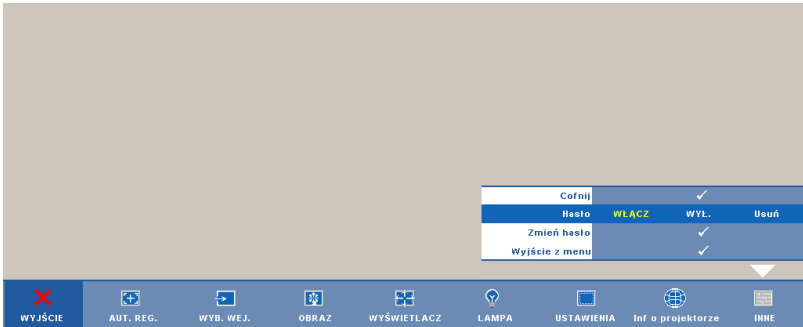 Cofnij
Hasło WŁĄCZ WYŁ. Usuń
Zmień hasło
Wyjście z menu
WYJŚCIE AUT. REG. WYB. WEJ. OBRAZ WYŚWIETLACZ LAMPA USTAWIENIA Inf o projektorze INNE